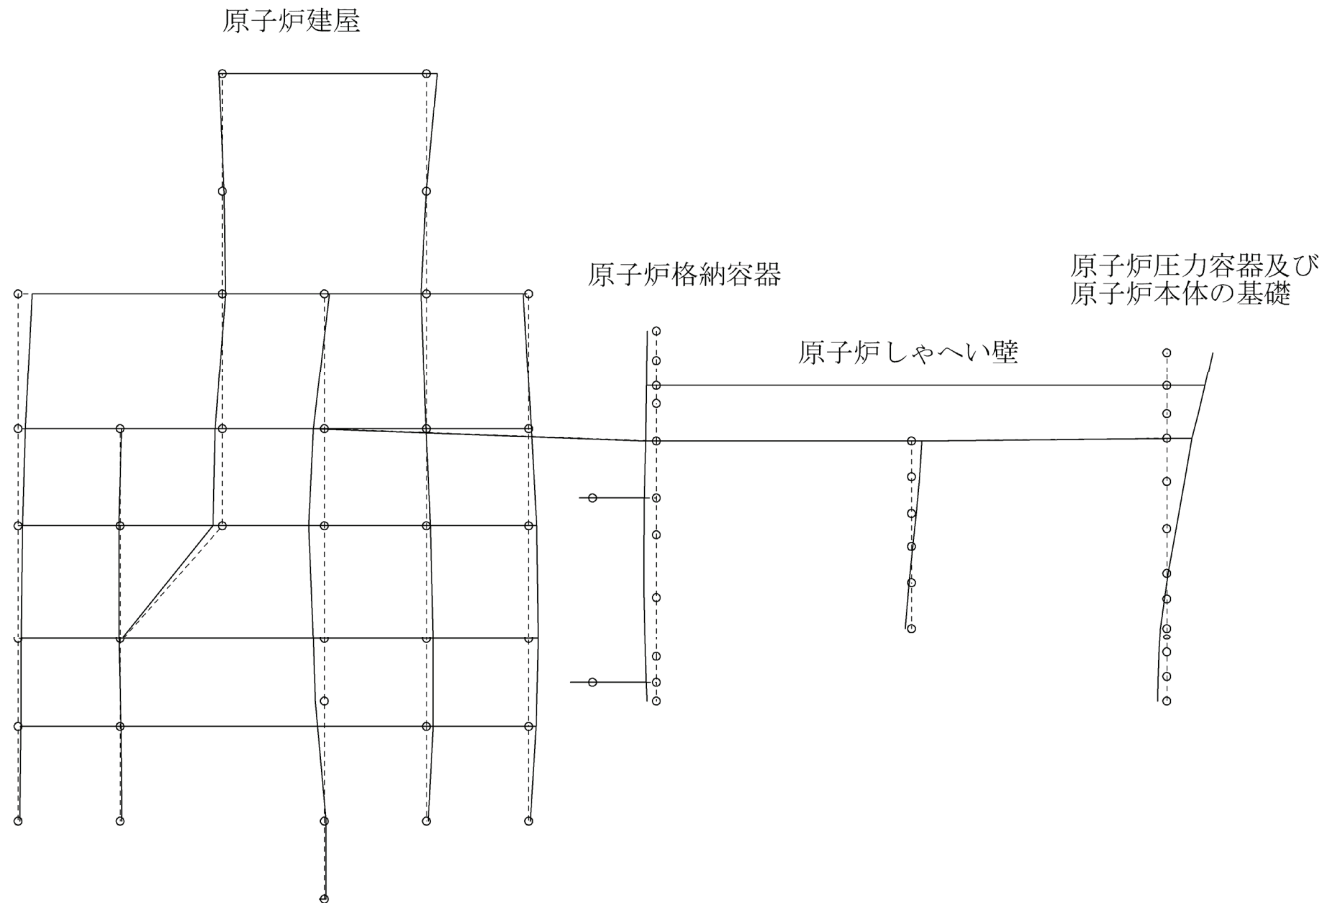 原子炉建屋
原子炉格納容器
原子炉圧力容器及び
原子炉本体の基礎
原子炉しゃへい壁